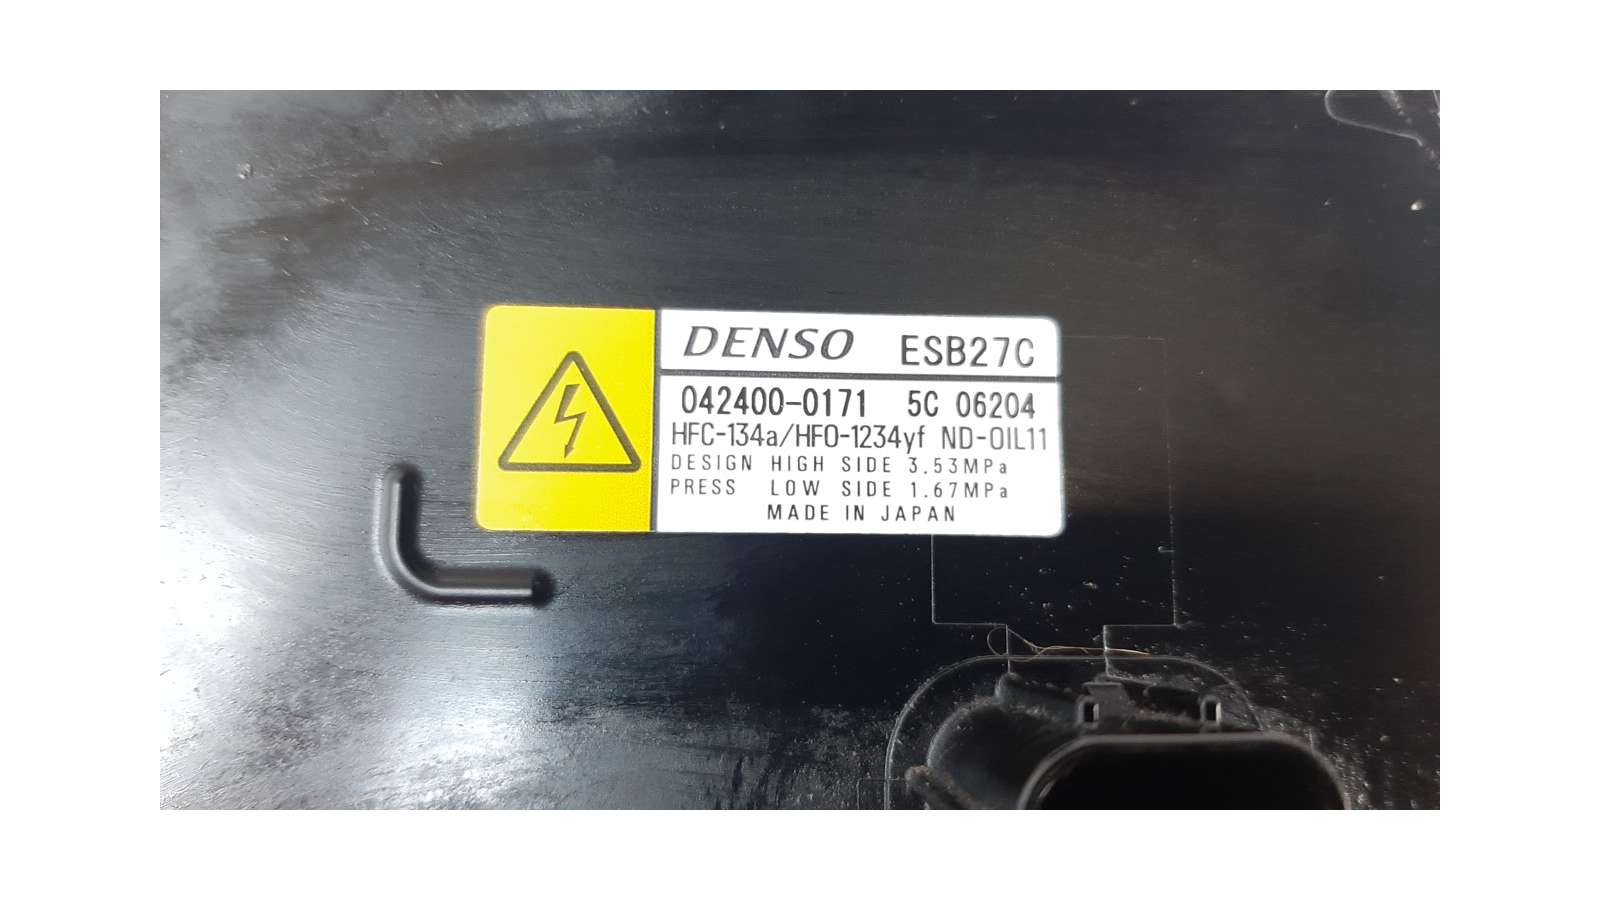 DENSO ESB27C
042400-0171 5C 06204
HFC-134a/HFO-1234yf ND-OIL11
DESIGN HIGH SIDE 3.53MPa
PRESS LOW SIDE 1.67MPa
MADE IN JAPAN